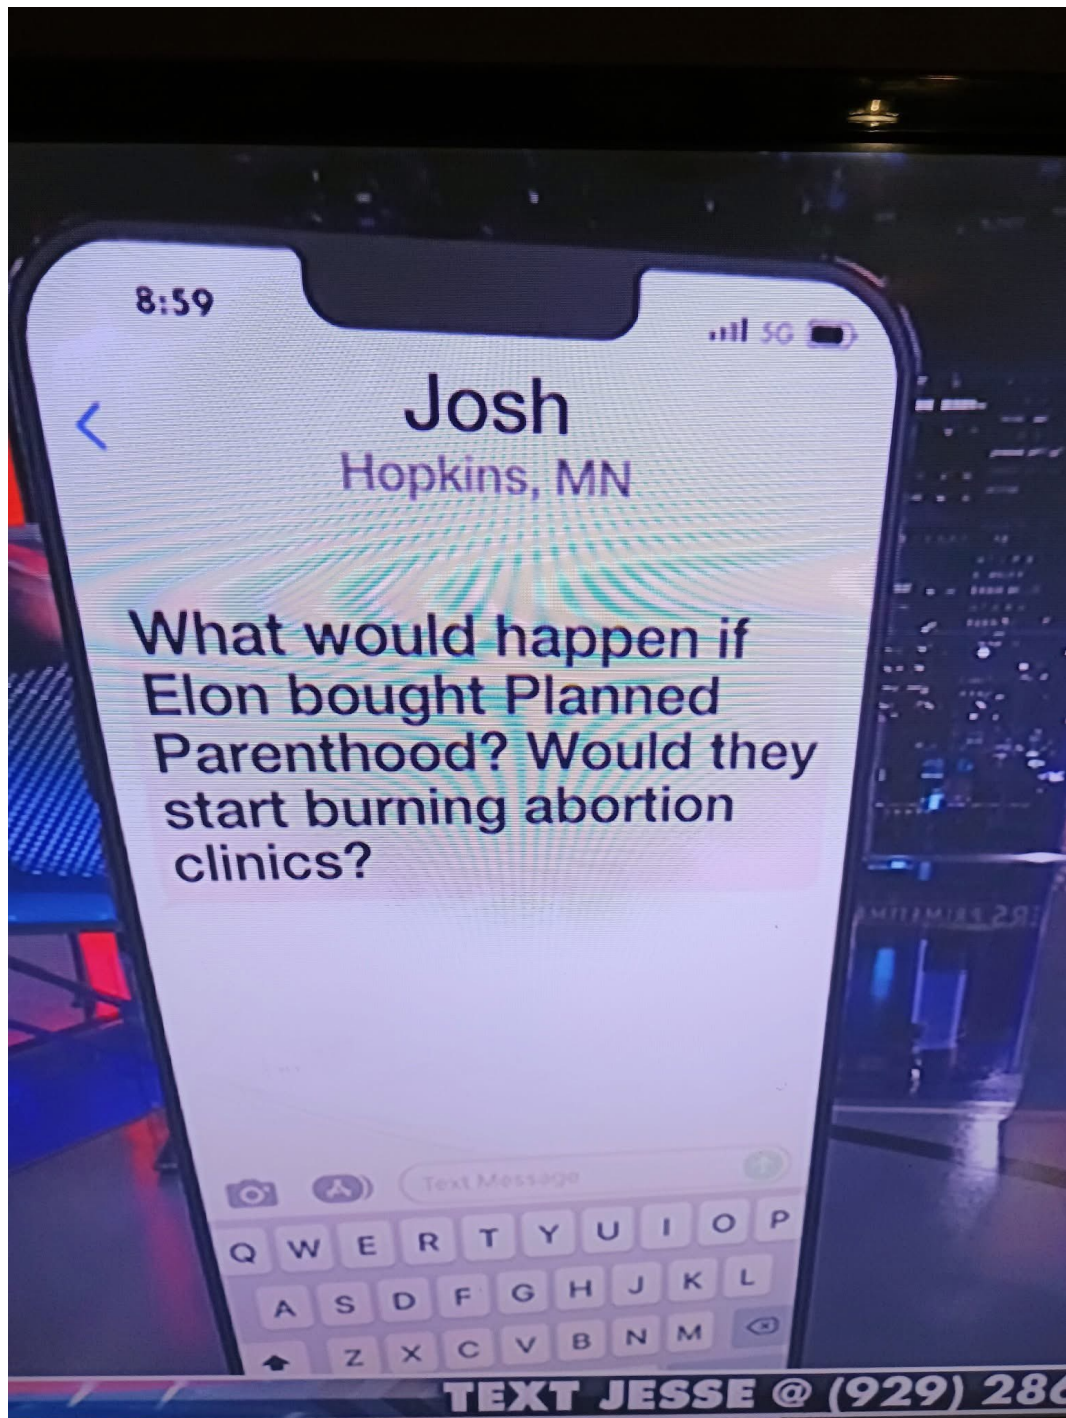 8:59
5G
Josh
Hopkins, MN
What would happen if
Elon bought Planned
Parenthood? Would they
start burning abortion
clinics?
Text Message
Q W E R T Y U I O P
A S D F G H J K L
Z X C V B N M
TEXT JESSE @ (929) 286